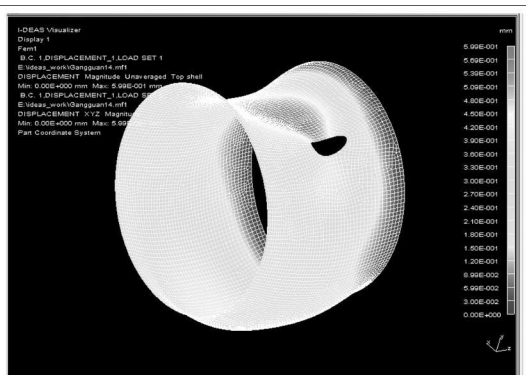 I-DEAS Visualizer
Display 1
Fem1
B.C. 1,DISPLACEMENT_1,LOAD SET 1
E:\ideas_work\Gangguan14.mf1
DISPLACEMENT Magnitude Unaveraged Top shell
Min: 0.00E+000 mm Max: 5.99E-001 mm
B.C. 1,DISPLACEMENT_1,LOAD SE
E:\ideas_work\Gangguan14.mf1
DISPLACEMENT XYZ Magnitu
Min: 0.00E+000 mm Max: 5.99
Part Coordinate System
mm
5.99E-001
5.69E-001
5.39E-001
5.09E-001
4.80E-001
4.50E-001
4.20E-001
3.90E-001
3.60E-001
3.30E-001
3.00E-001
2.70E-001
2.40E-001
2.10E-001
1.80E-001
1.50E-001
1.20E-001
8.99E-002
5.99E-002
3.00E-002
0.00E+000